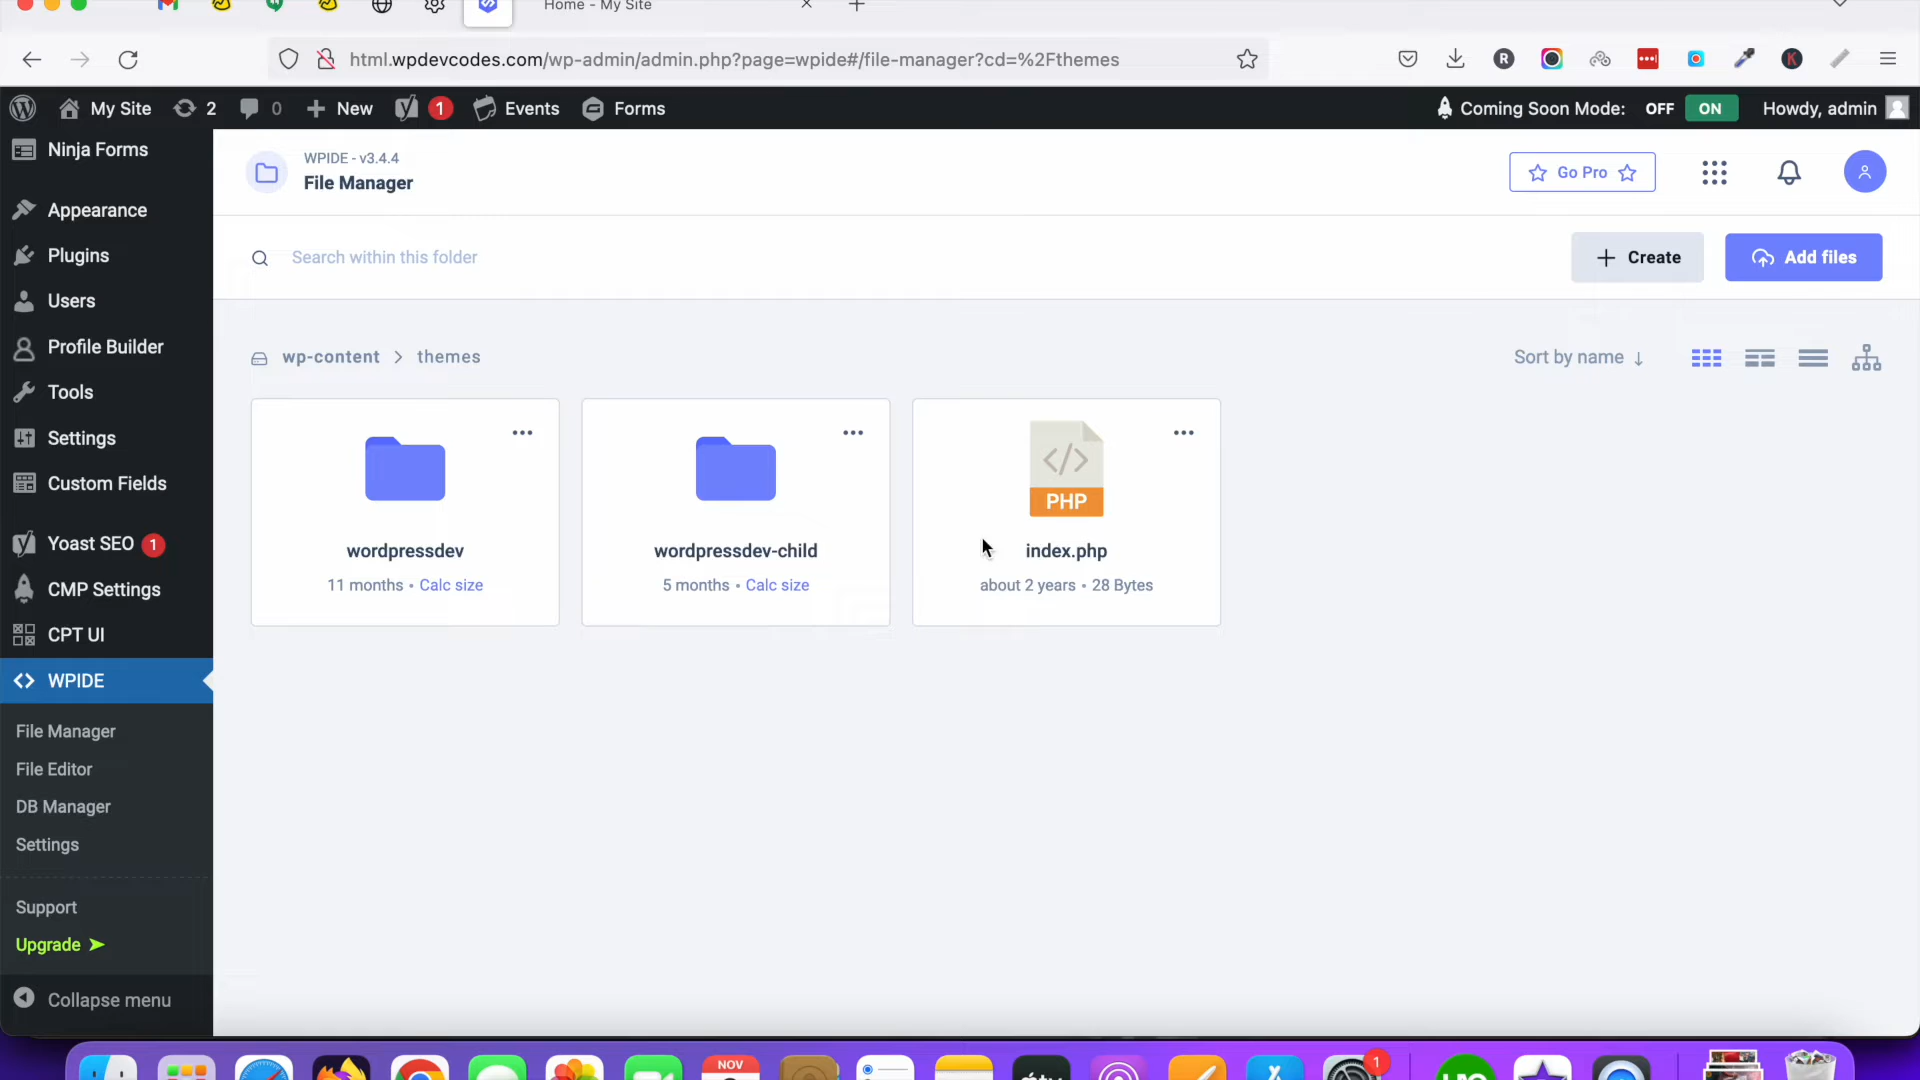 Home - My Site
html.wpdevcodes.com/wp-admin/admin.php?page=wpide#/file-manager?cd=%2Fthemes
My Site 2 0 New 1 Events Forms Coming Soon Mode: OFF ON Howdy, admin
Ninja Forms
Appearance
Plugins
Users
Profile Builder
Tools
Settings
Custom Fields
Yoast SEO 1
CMP Settings
CPT UI
WPIDE
File Manager
File Editor
DB Manager
Settings
Support
Upgrade ➤
Collapse menu
WPIDE - v3.4.4
File Manager
Go Pro
Search within this folder
Create
Add files
wp-content > themes
Sort by name ↓
wordpressdev
11 months • Calc size
wordpressdev-child
5 months • Calc size
PHP
index.php
about 2 years • 28 Bytes
NOV
1